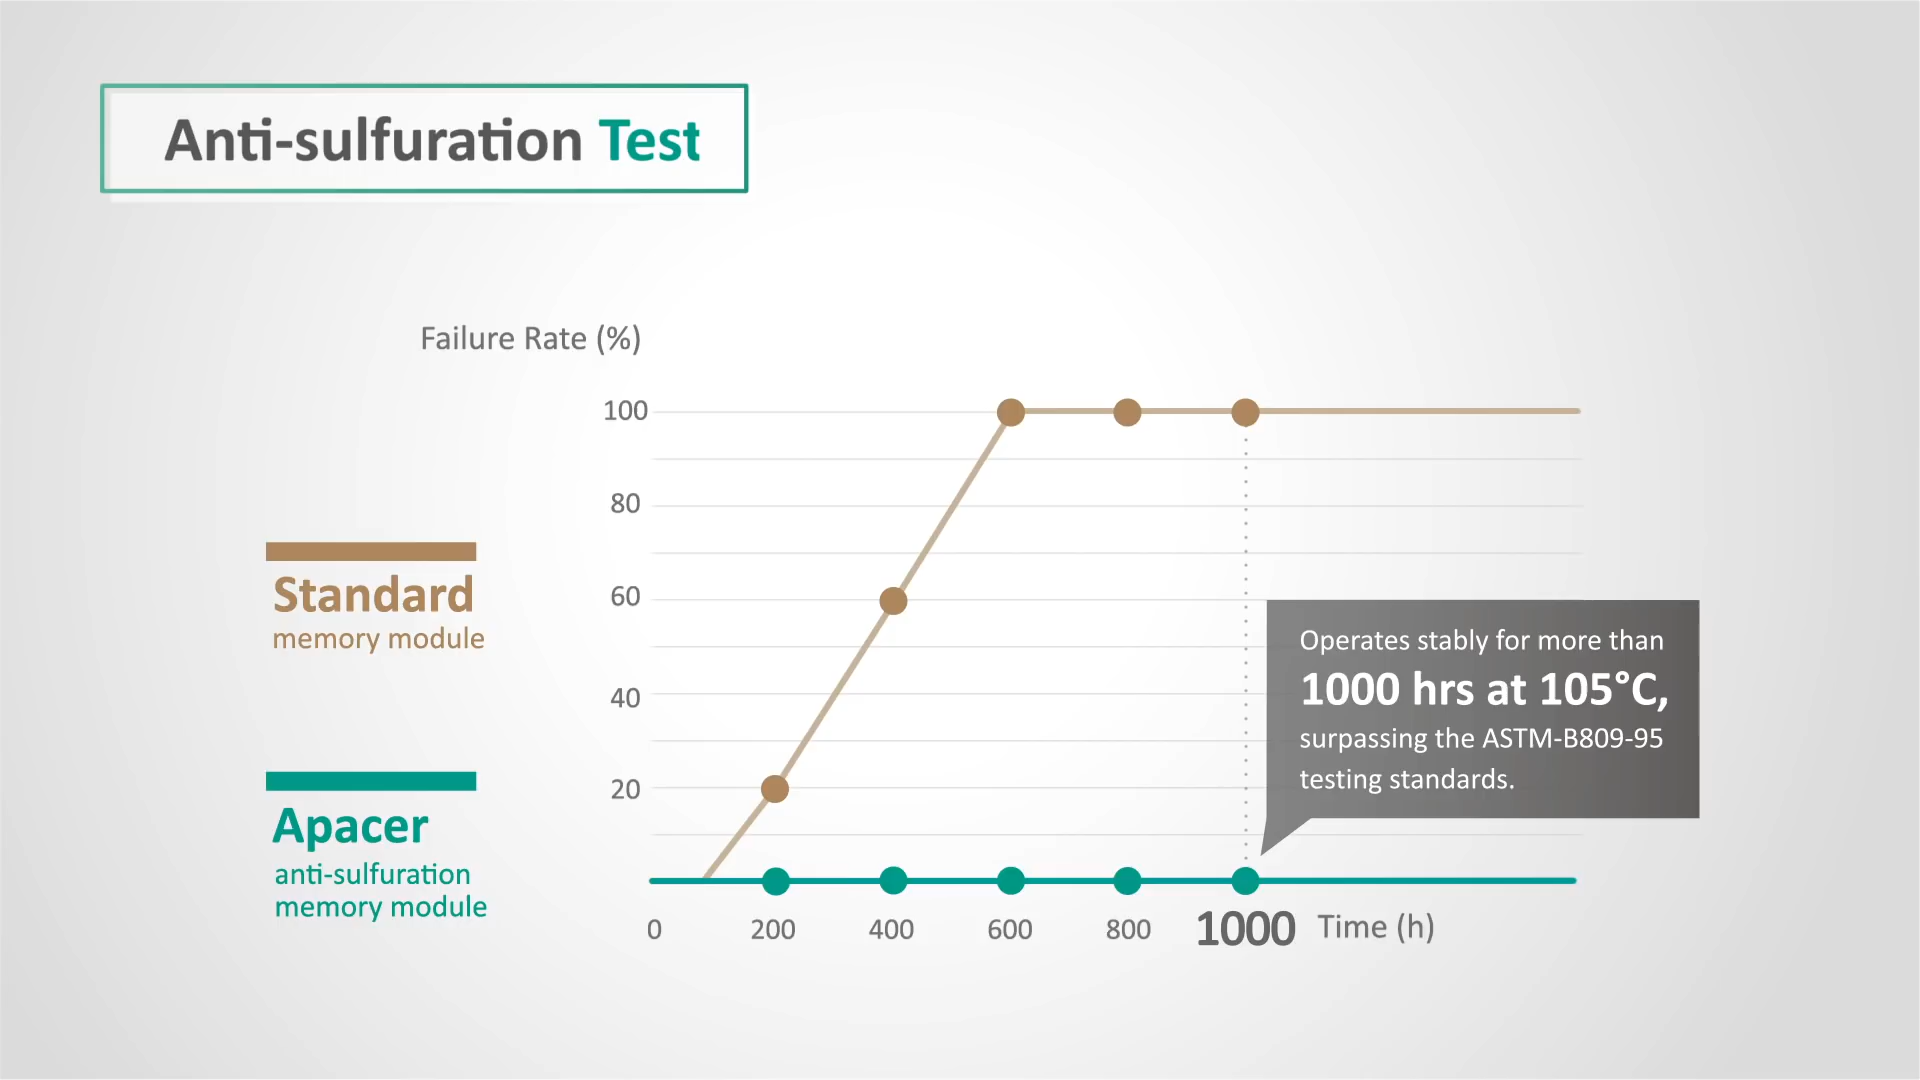 Anti-sulfuration Test
Failure Rate (%)
100
80
60
40
20
Standard
memory module
Apacer
anti-sulfuration
memory module
Operates stably for more than
1000 hrs at 105°C,
surpassing the ASTM-B809-95
testing standards.
0 200 400 600 800 1000 Time (h)